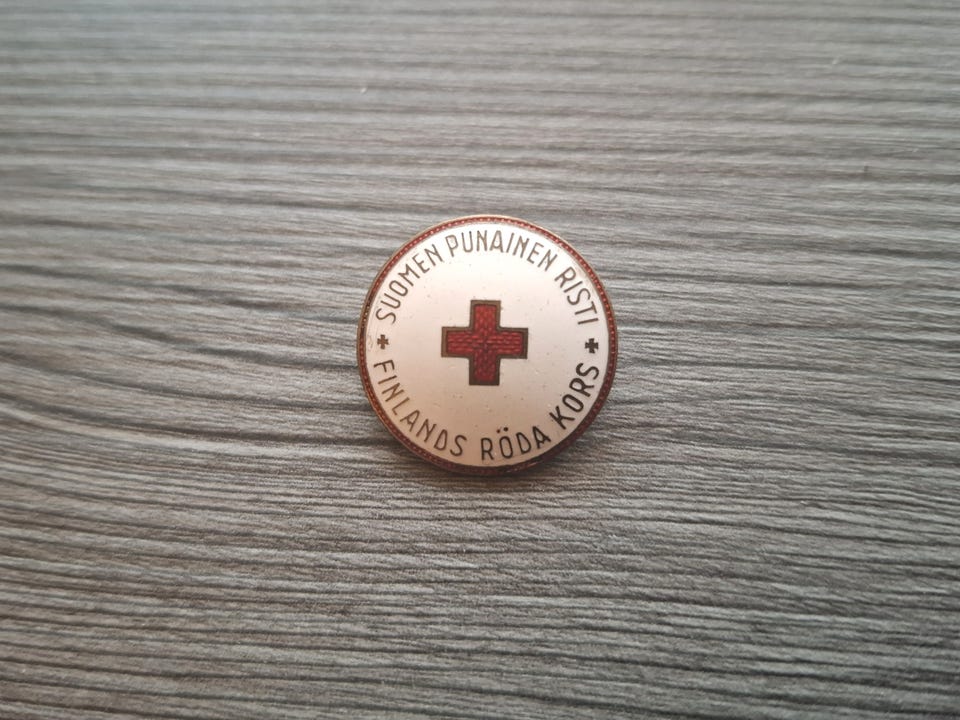 SUOMEN PUNAINEN RISTI
FINLANDS RÖDA KORS